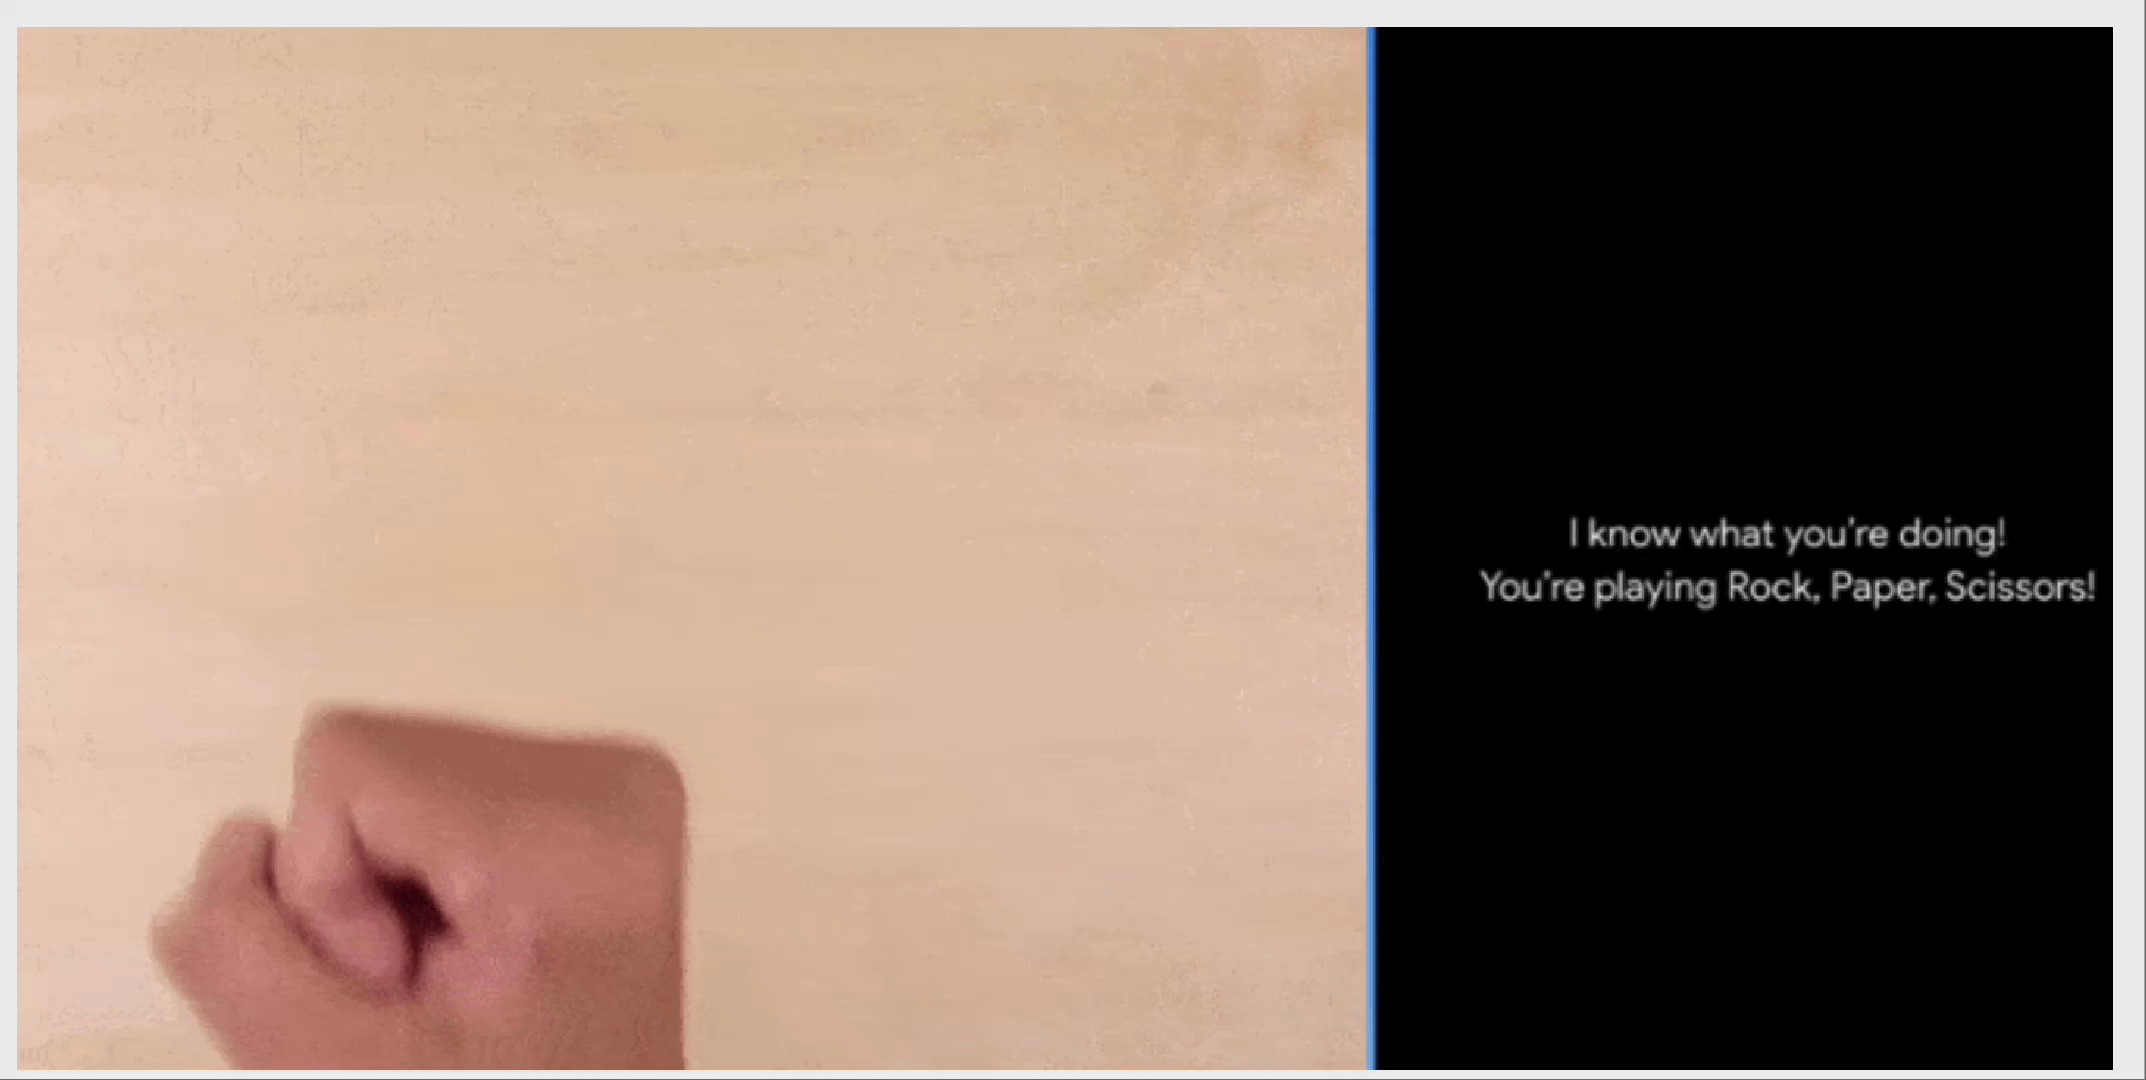 I know what you're doing!
You're playing Rock, Paper, Scissors!